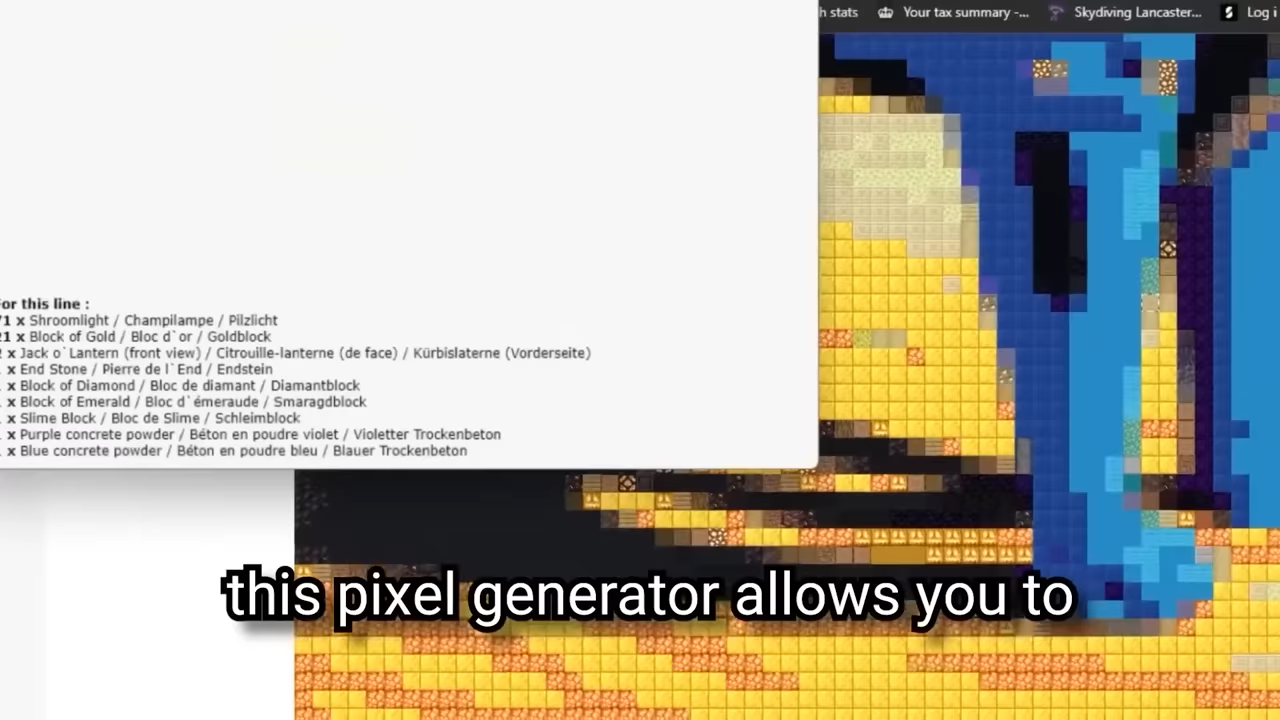 h stats Your tax summary -... Skydiving Lancaster... Log i
For this line :
71 x Shroomlight / Champilampe / Pilzlicht
21 x Block of Gold / Bloc d`or / Goldblock
x Jack o`Lantern (front view) / Citrouille-lanterne (de face) / Kürbislaterne (Vorderseite)
x End Stone / Pierre de l`End / Endstein
x Block of Diamond / Bloc de diamant / Diamantblock
x Block of Emerald / Bloc d`émeraude / Smaragdblock
x Slime Block / Bloc de Slime / Schleimblock
x Purple concrete powder / Béton en poudre violet / Violetter Trockenbeton
x Blue concrete powder / Béton en poudre bleu / Blauer Trockenbeton
this pixel generator allows you to